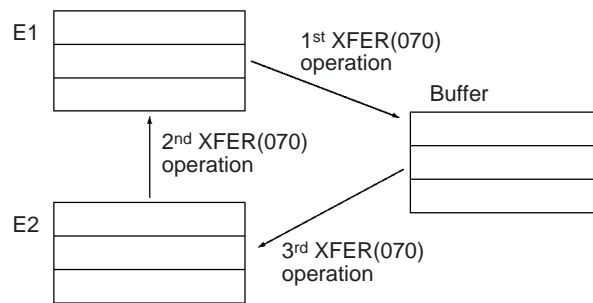 E1
1st XFER(070)
operation
Buffer
2nd XFER(070)
operation
E2
3rd XFER(070)
operation